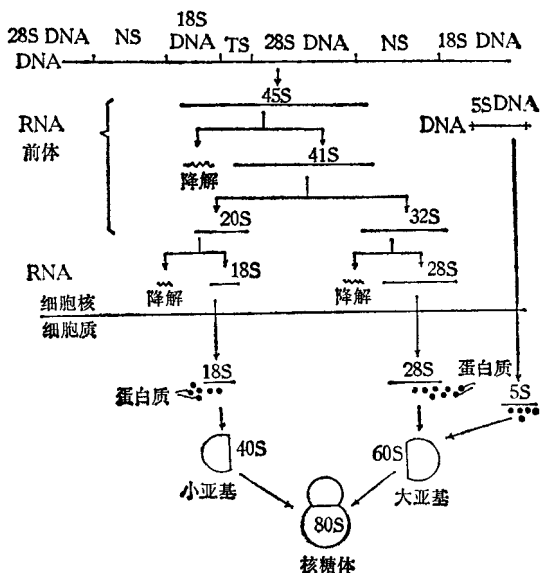 28S DNA NS 18S DNA TS 28S DNA NS 18S DNA
DNA
45S
5S DNA
DNA
RNA
前体
41S
降解
20S 32S
RNA
18S 28S
降解 降解
细胞核
细胞质
18S 28S 蛋白质
蛋白质 5S
40S 60S
小亚基 大亚基
80S
核糖体